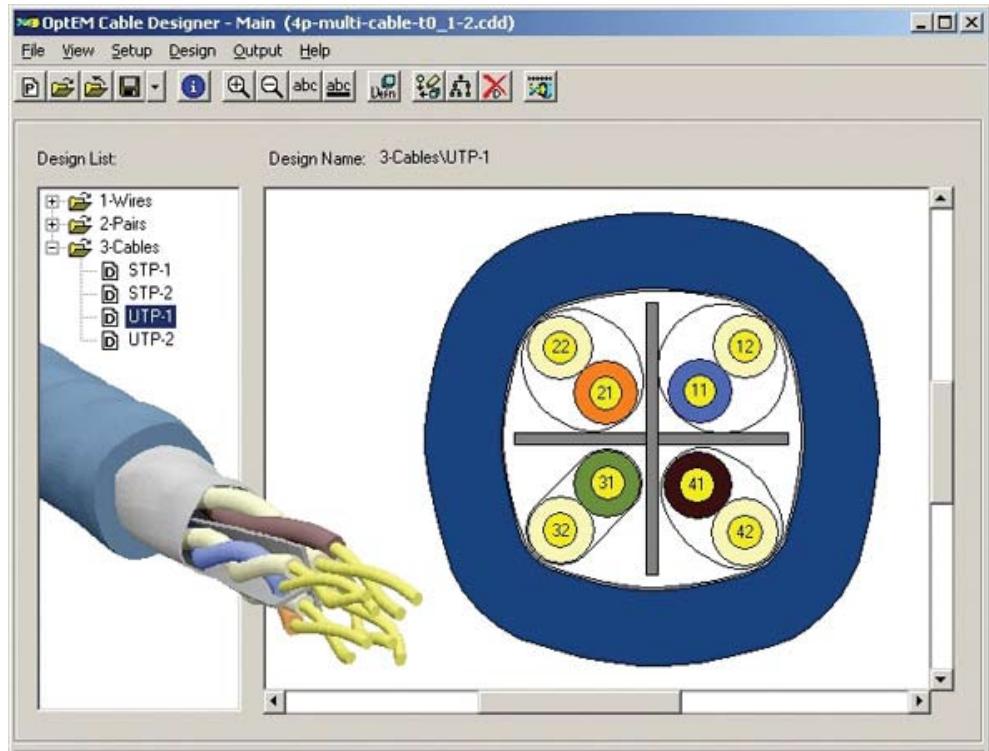 OptEM Cable Designer - Main (4p-multi-cable-t0_1-2.cdd)
File View Setup Design Output Help
P abc abc Defn D
Design List:
Design Name: 3-Cables\UTP-1
1-Wires
2-Pairs
3-Cables
D STP-1
D STP-2
D UTP-1
D UTP-2
22 12
21 11
31 41
32 42